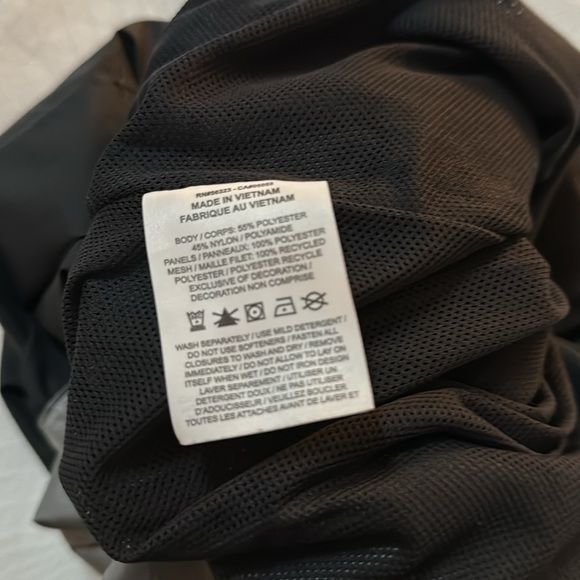 RN#56323 - CA#05553
MADE IN VIETNAM
FABRIQUE AU VIETNAM
BODY / CORPS: 55% POLYESTER
45% NYLON / POLYAMIDE
PANELS / PANNEAUX: 100% POLYESTER
MESH / MAILLE FILET: 100% RECYCLED
POLYESTER / POLYESTER RECYCLE
EXCLUSIVE OF DECORATION /
DECORATION NON COMPRISE
WASH SEPARATELY / USE MILD DETERGENT /
DO NOT USE SOFTENERS / FASTEN ALL
CLOSURES TO WASH AND DRY / REMOVE
IMMEDIATELY / DO NOT ALLOW TO LAY ON
ITSELF WHEN WET / DO NOT IRON DESIGN
LAVER SEPAREMENT / UTILISER UN
DETERGENT DOUX / NE PAS UTILISER
D'ADOUCISSEUR / VEUILLEZ BOUCLER
TOUTES LES ATTACHES AVANT DE LAVER ET